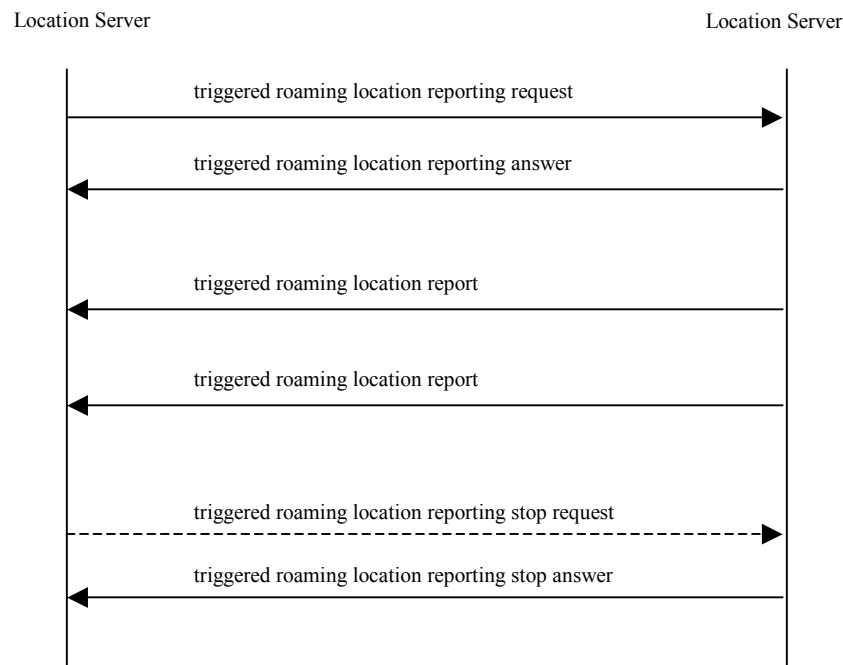 Location Server
Location Server
triggered roaming location reporting request
triggered roaming location reporting answer
triggered roaming location report
triggered roaming location report
triggered roaming location reporting stop request
triggered roaming location reporting stop answer